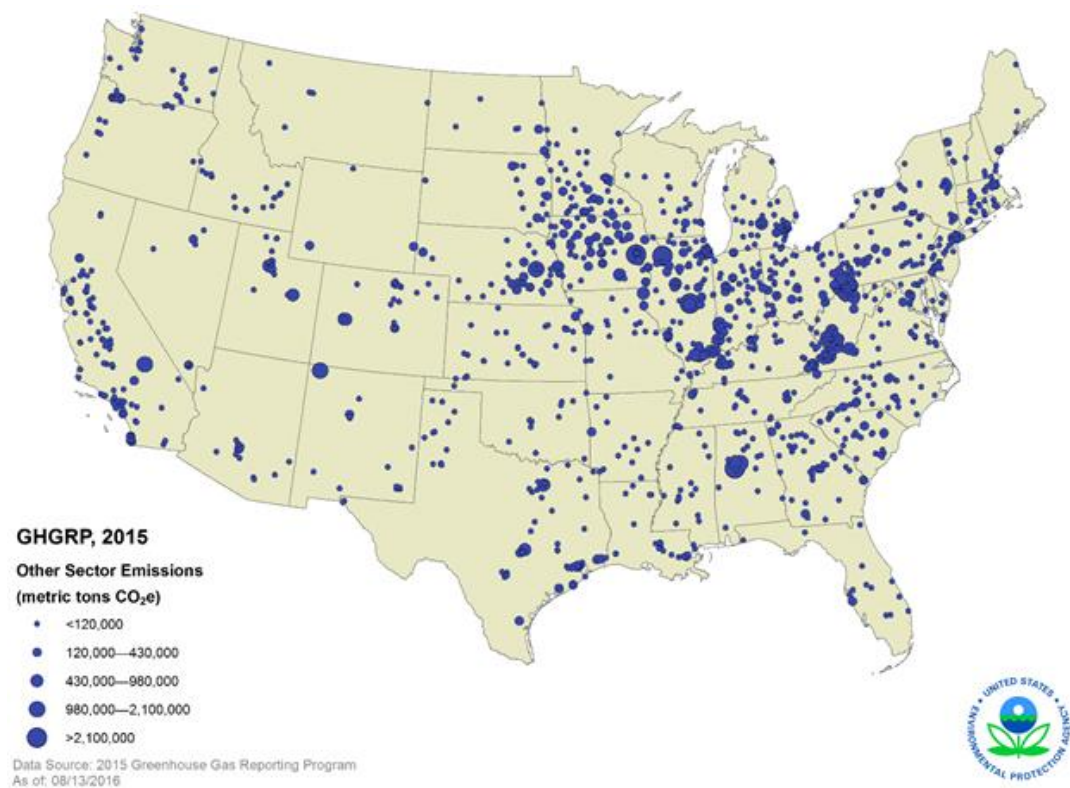 GHGRP, 2015
Other Sector Emissions
(metric tons CO₂e)
<120,000
120,000—430,000
430,000—980,000
980,000—2,100,000
>2,100,000
Data Source: 2015 Greenhouse Gas Reporting Program
As of: 08/13/2016
UNITED STATES
ENVIRONMENTAL PROTECTION AGENCY